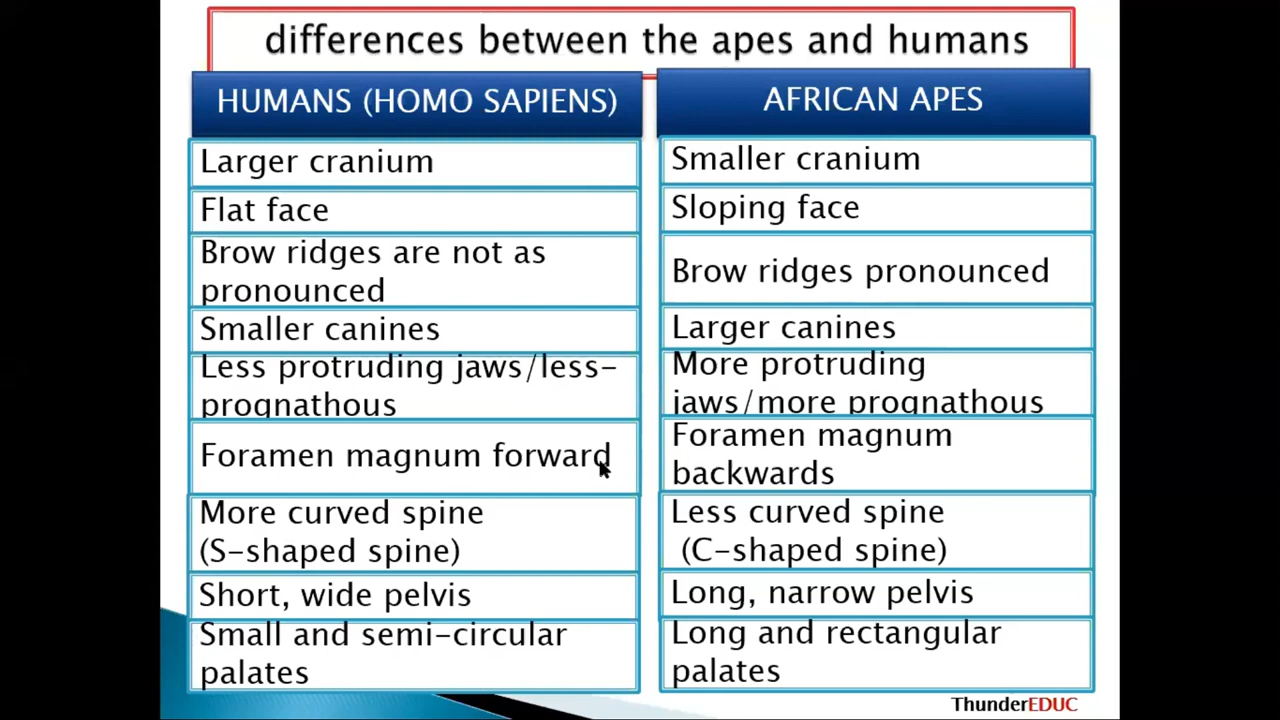 differences between the apes and humans
HUMANS (HOMO SAPIENS)
AFRICAN APES
Larger cranium
Smaller cranium
Flat face
Sloping face
Brow ridges are not as
pronounced
Brow ridges pronounced
Smaller canines
Larger canines
Less protruding jaws/less-
prognathous
More protruding
jaws/more prognathous
Foramen magnum forward
Foramen magnum
backwards
More curved spine
(S-shaped spine)
Less curved spine
(C-shaped spine)
Short, wide pelvis
Long, narrow pelvis
Small and semi-circular
palates
Long and rectangular
palates
ThunderEDUC